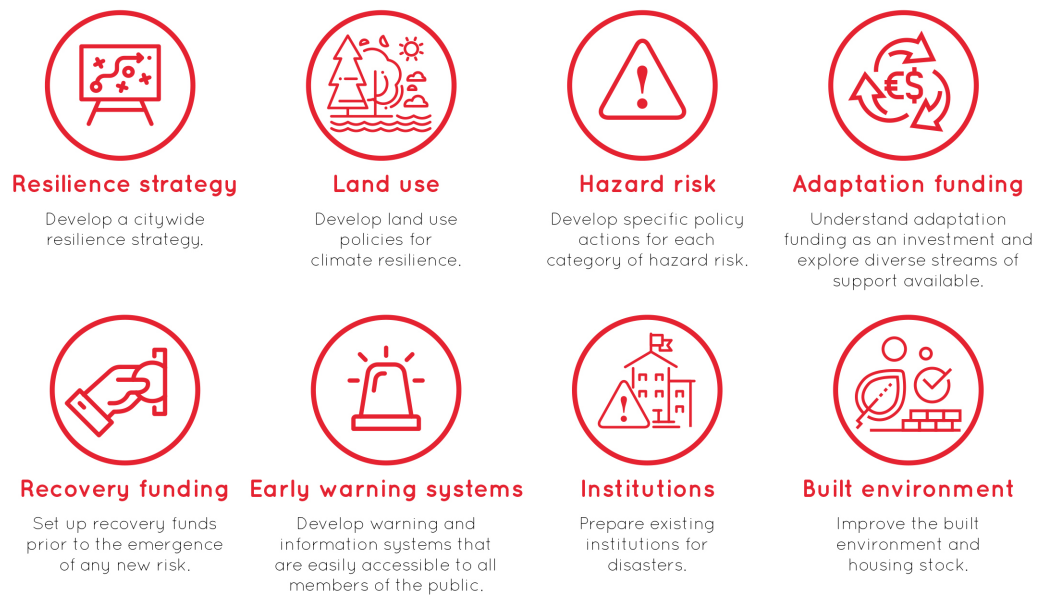 €$
Resilience strategy
Develop a citywide
resilience strategy.
Land use
Develop land use
policies for
climate resilience.
Hazard risk
Develop specific policy
actions for each
category of hazard risk.
Adaptation funding
Understand adaptation
funding as an investment and
explore diverse streams of
support available.
Recovery funding
Set up recovery funds
prior to the emergence
of any new risk.
Early warning systems
Develop warning and
information systems that
are easily accessible to all
members of the public.
Institutions
Prepare existing
institutions for
disasters.
Built environment
Improve the built
environment and
housing stock.